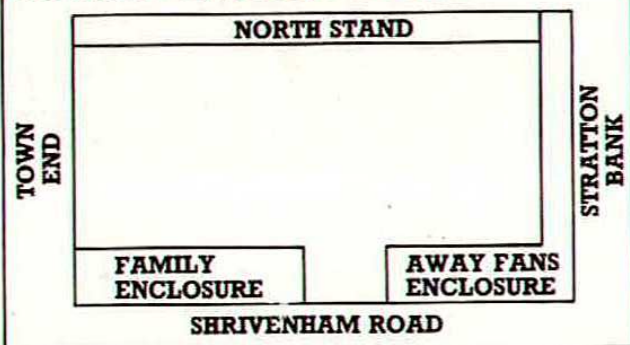 NORTH STAND
TOWN
END
STRATTON
BANK
FAMILY
ENCLOSURE
AWAY FANS
ENCLOSURE
SHRIVENHAM ROAD